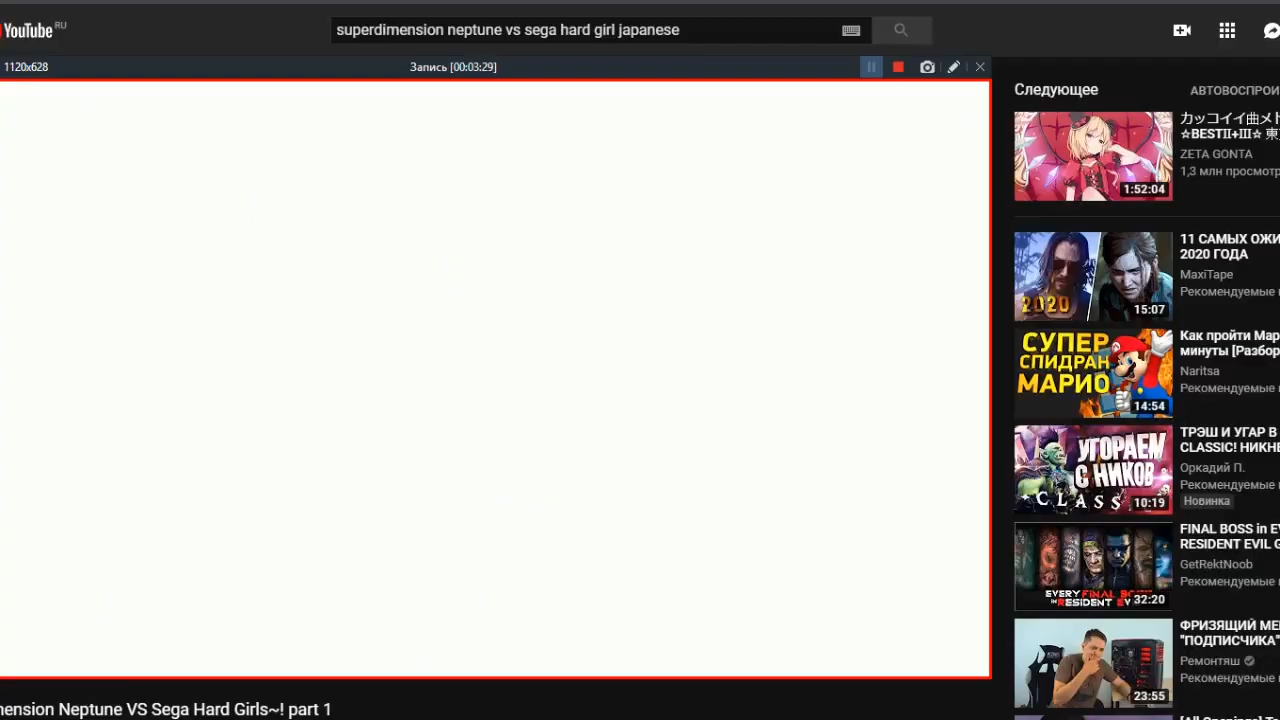 YouTube RU
superdimension neptune vs sega hard girl japanese
1120x628
Запись [00:03:29]
mension Neptune VS Sega Hard Girls~! part 1
Следующее
АВТОВОСПРОИ
カッコイイ曲メト
☆BESTII+III☆ 東
ZETA GONTA
1,3 млн просмотр
1:52:04
11 САМЫХ ОЖИ
2020 ГОДА
MaxiTape
Рекомендуемые
2020
15:07
Как пройти Мар
минуты [Разбор
Naritsa
Рекомендуемые
СУПЕР
СПИДРАН
МАРИО
14:54
ТРЭШ И УГАР В
CLASSIC! НИКНЕ
Оркадий П.
Рекомендуемые
Новинка
УГОРАЕМ
С НИКОВ
CLASS
10:19
FINAL BOSS in EV
RESIDENT EVIL G
GetRektNoob
Рекомендуемые
EVERY FINAL BOSS
IN RESIDENT EV
32:20
ФРИЗЯЩИЙ МЕ
"ПОДПИСЧИКА"
Ремонтяш
Рекомендуемые
23:55